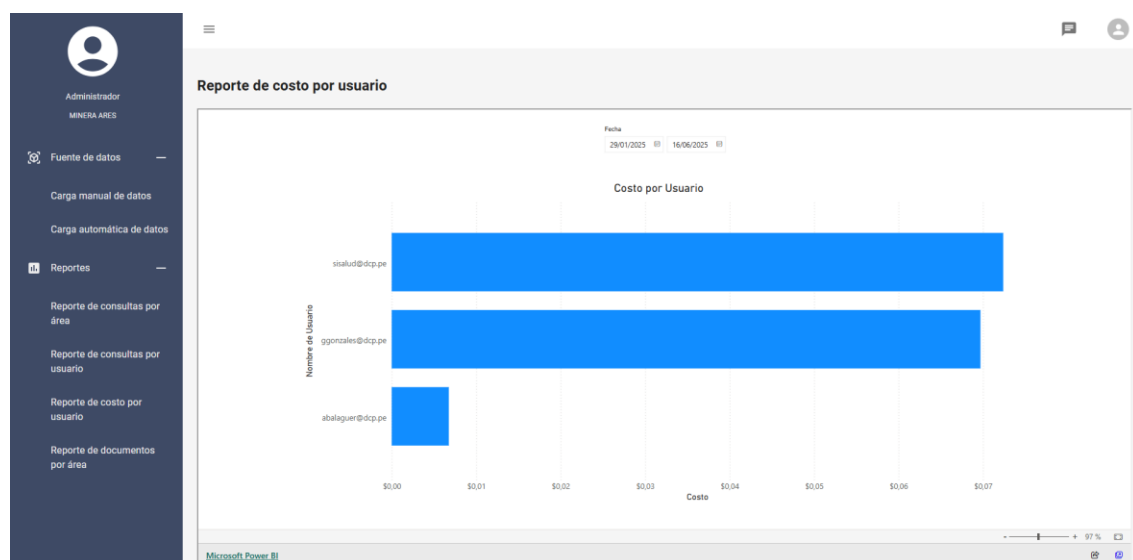 Administrador
MINERA ARES
Fuente de datos
Carga manual de datos
Carga automática de datos
Reportes
Reporte de consultas por
área
Reporte de consultas por
usuario
Reporte de costo por
usuario
Reporte de documentos
por área
Reporte de costo por usuario
Fecha
29/01/2025 16/06/2025
Costo por Usuario
Nombre de Usuario
sisalud@dcp.pe
ggonzales@dcp.pe
abalaguer@dcp.pe
$0,00 $0,01 $0,02 $0,03 $0,04 $0,05 $0,06 $0,07
Costo
- + 97 %
Microsoft Power BI